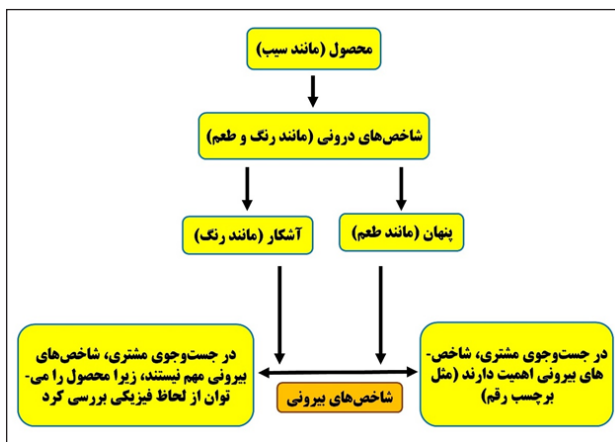 محصول (مانند سیب)
شاخص‌های درونی (مانند رنگ و طعم)
پنهان (مانند طعم)
آشکار (مانند رنگ)
در جست‌وجوی مشتری، شاخص-
های بیرونی اهمیت دارند (مثل
برچسب رقم)
در جست‌وجوی مشتری، شاخص‌های
بیرونی مهم نیستند، زیرا محصول را می-
توان از لحاظ فیزیکی بررسی کرد
شاخص‌های بیرونی